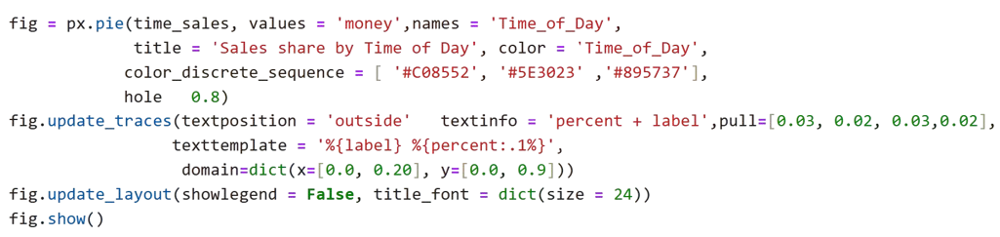 fig = px.pie(time_sales, values = 'money',names = 'Time_of_Day',
title = 'Sales share by Time of Day', color = 'Time_of_Day',
color_discrete_sequence = [ '#C08552', '#5E3023' ,'#895737'],
hole   0.8)
fig.update_traces(textposition = 'outside'   textinfo = 'percent + label',pull=[0.03, 0.02, 0.03,0.02],
texttemplate = '%{label} %{percent:.1%}',
domain=dict(x=[0.0, 0.20], y=[0.0, 0.9]))
fig.update_layout(showlegend = False, title_font = dict(size = 24))
fig.show()